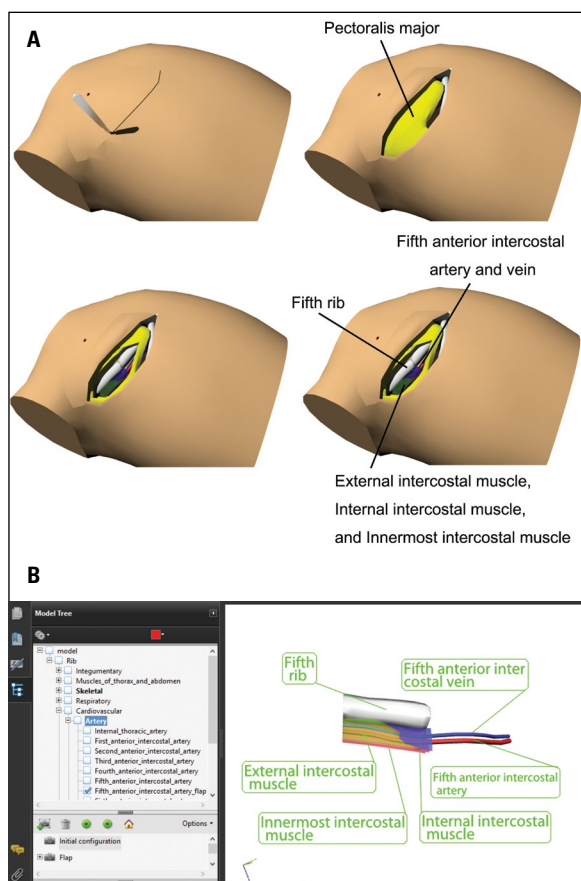 A
Pectoralis major
Fifth anterior intercostal
artery and vein
Fifth rib
External intercostal muscle,
Internal intercostal muscle,
and Innermost intercostal muscle
B
Model Tree
model
Rib
Integumentary
Muscles_of_thorax_and_abdomen
Skeletal
Respiratory
Cardiovascular
Artery
Internal_thoracic_artery
First_anterior_intercostal_artery
Second_anterior_intercostal_artery
Third_anterior_intercostal_artery
Fourth_anterior_intercostal_artery
Fifth_anterior_intercostal_artery
Fifth_anterior_intercostal_artery_flap
Options
Initial configuration
Flap
Fifth
rib
Fifth anterior inter
costal vein
External intercostal
muscle
Fifth anterior intercostal
artery
Innermost intercostal
muscle
Internal intercostal
muscle